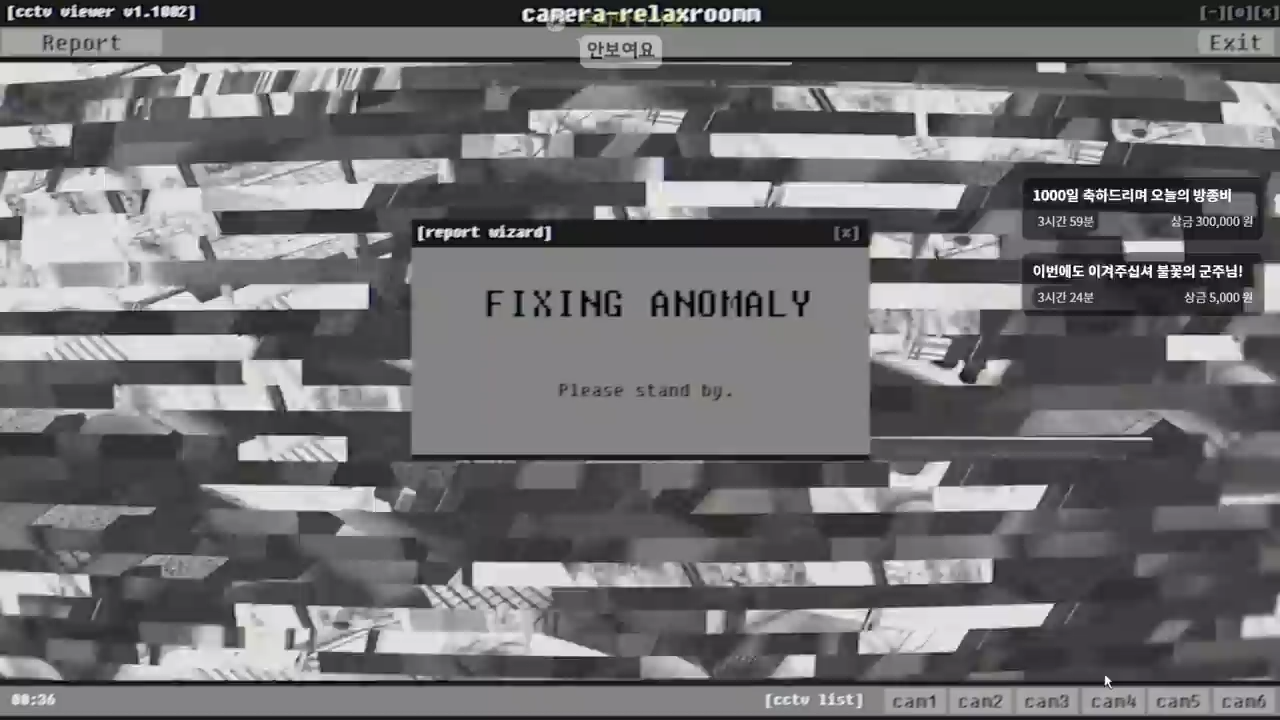 [cctv viewer v1.1002]
camera-relaxroomm
[-][o][x]
Report
안보여요
Exit
1000일 축하드리며 오늘의 방종비
3시간 59분
상금 300,000 원
이번에도 이겨주십셔 불꽃의 군주님!
3시간 24분
상금 5,000 원
[report wizard]
[x]
FIXING ANOMALY
Please stand by.
00:36
[cctv list]
cam1
cam2
cam3
cam4
cam5
cam6